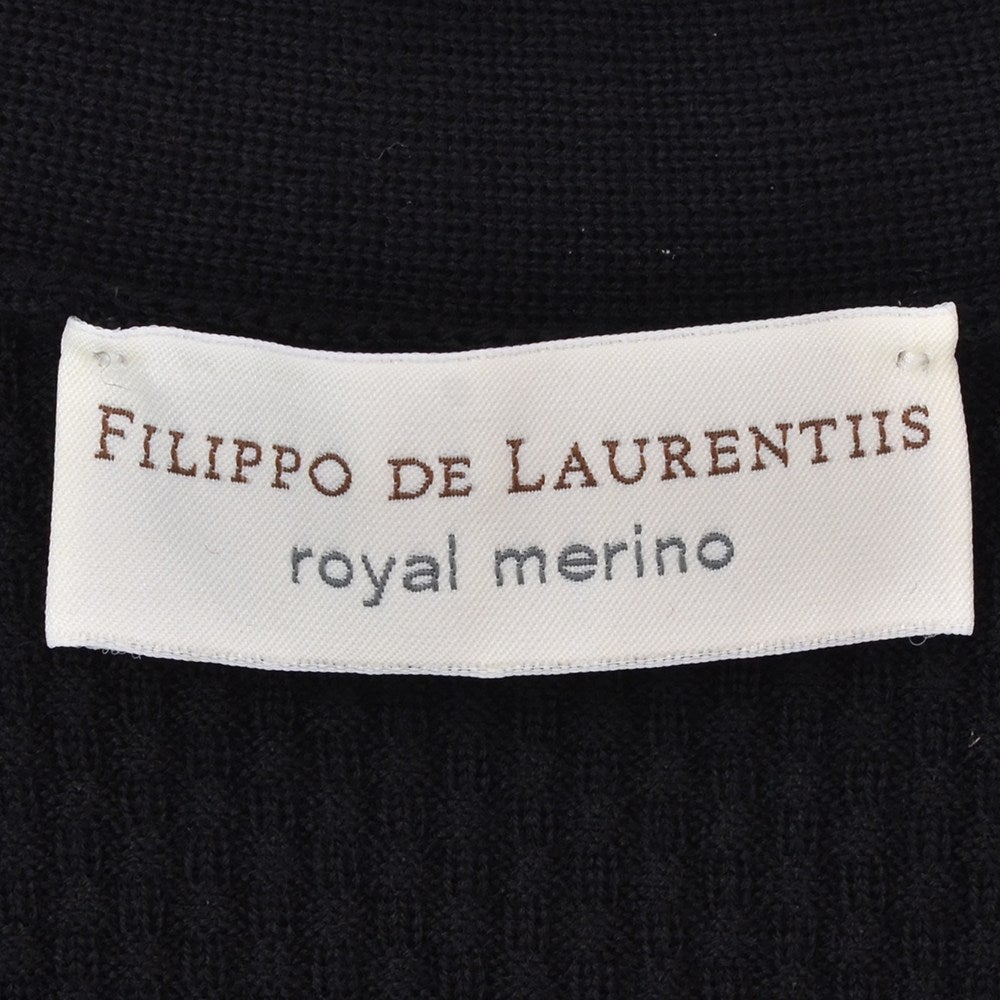 FILIPPO DE LAURENTIIS
royal merino